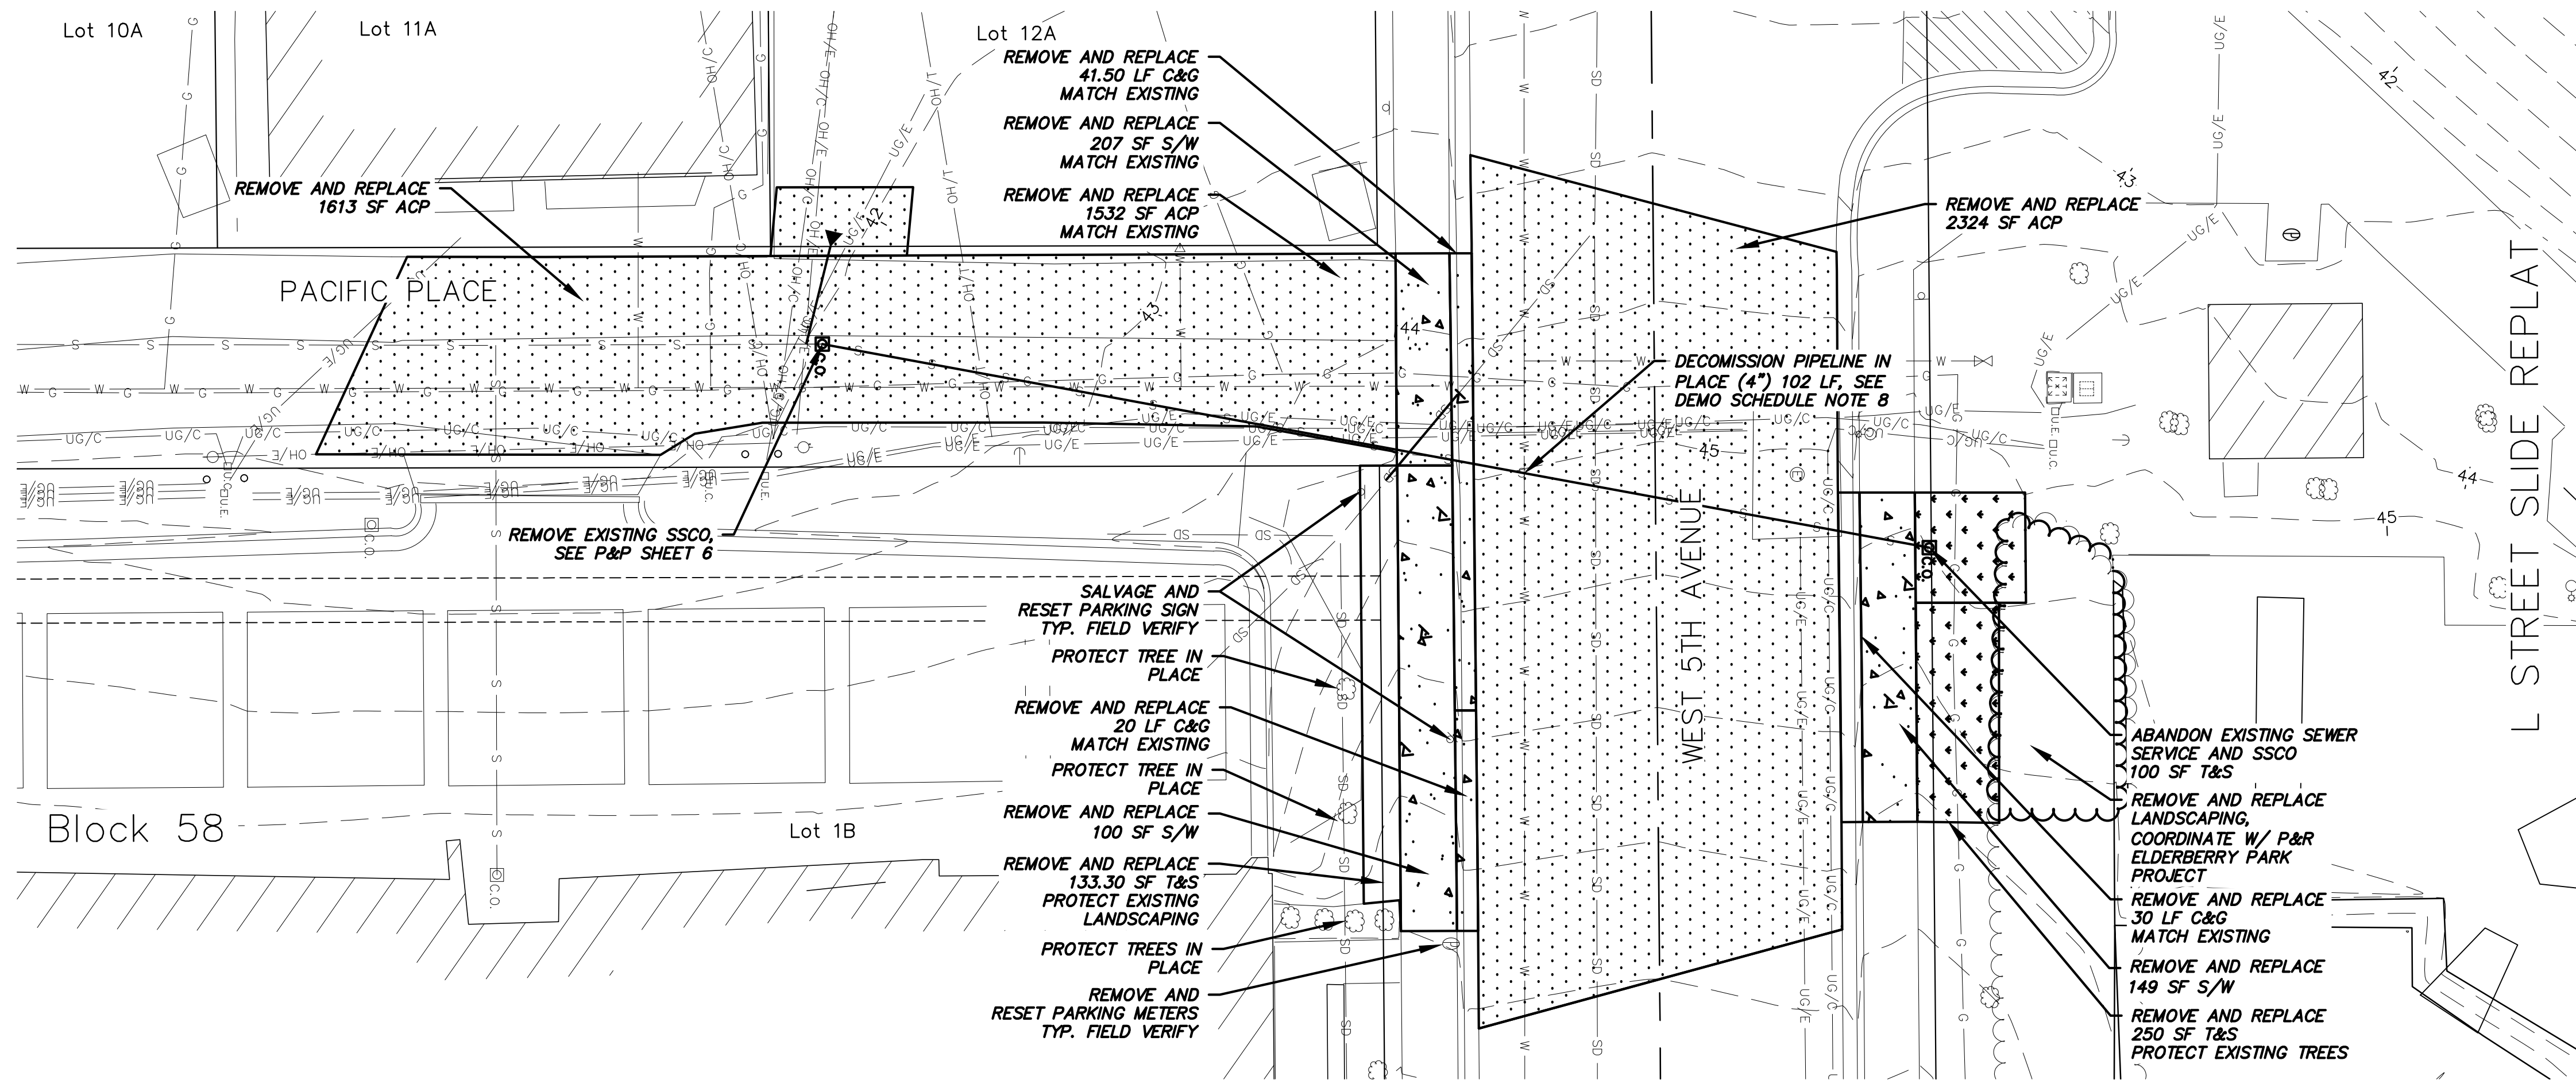 Lot 10A
Lot 11A
Lot 12A
REMOVE AND REPLACE
41.50 LF C&G
MATCH EXISTING
REMOVE AND REPLACE
207 SF S/W
MATCH EXISTING
REMOVE AND REPLACE
1532 SF ACP
MATCH EXISTING
REMOVE AND REPLACE
1613 SF ACP
REMOVE AND REPLACE
2324 SF ACP
PACIFIC PLACE
42
43
44
45
42
43
44
45
DECOMISSION PIPELINE IN
PLACE (4") 102 LF, SEE
DEMO SCHEDULE NOTE 8
C.O.
REMOVE EXISTING SSCO,
SEE P&P SHEET 6
C.O.
SALVAGE AND
RESET PARKING SIGN
TYP. FIELD VERIFY
PROTECT TREE IN
PLACE
REMOVE AND REPLACE
20 LF C&G
MATCH EXISTING
PROTECT TREE IN
PLACE
REMOVE AND REPLACE
100 SF S/W
REMOVE AND REPLACE
133.30 SF T&S
PROTECT EXISTING
LANDSCAPING
PROTECT TREES IN
PLACE
REMOVE AND
RESET PARKING METERS
TYP. FIELD VERIFY
WEST 5TH AVENUE
C.O.
L STREET SLIDE REPLAT
Block 58
Lot 1B
C.O.
ABANDON EXISTING SEWER
SERVICE AND SSCO
100 SF T&S
REMOVE AND REPLACE
LANDSCAPING,
COORDINATE W/ P&R
ELDERBERRY PARK
PROJECT
REMOVE AND REPLACE
30 LF C&G
MATCH EXISTING
REMOVE AND REPLACE
149 SF S/W
REMOVE AND REPLACE
250 SF T&S
PROTECT EXISTING TREES